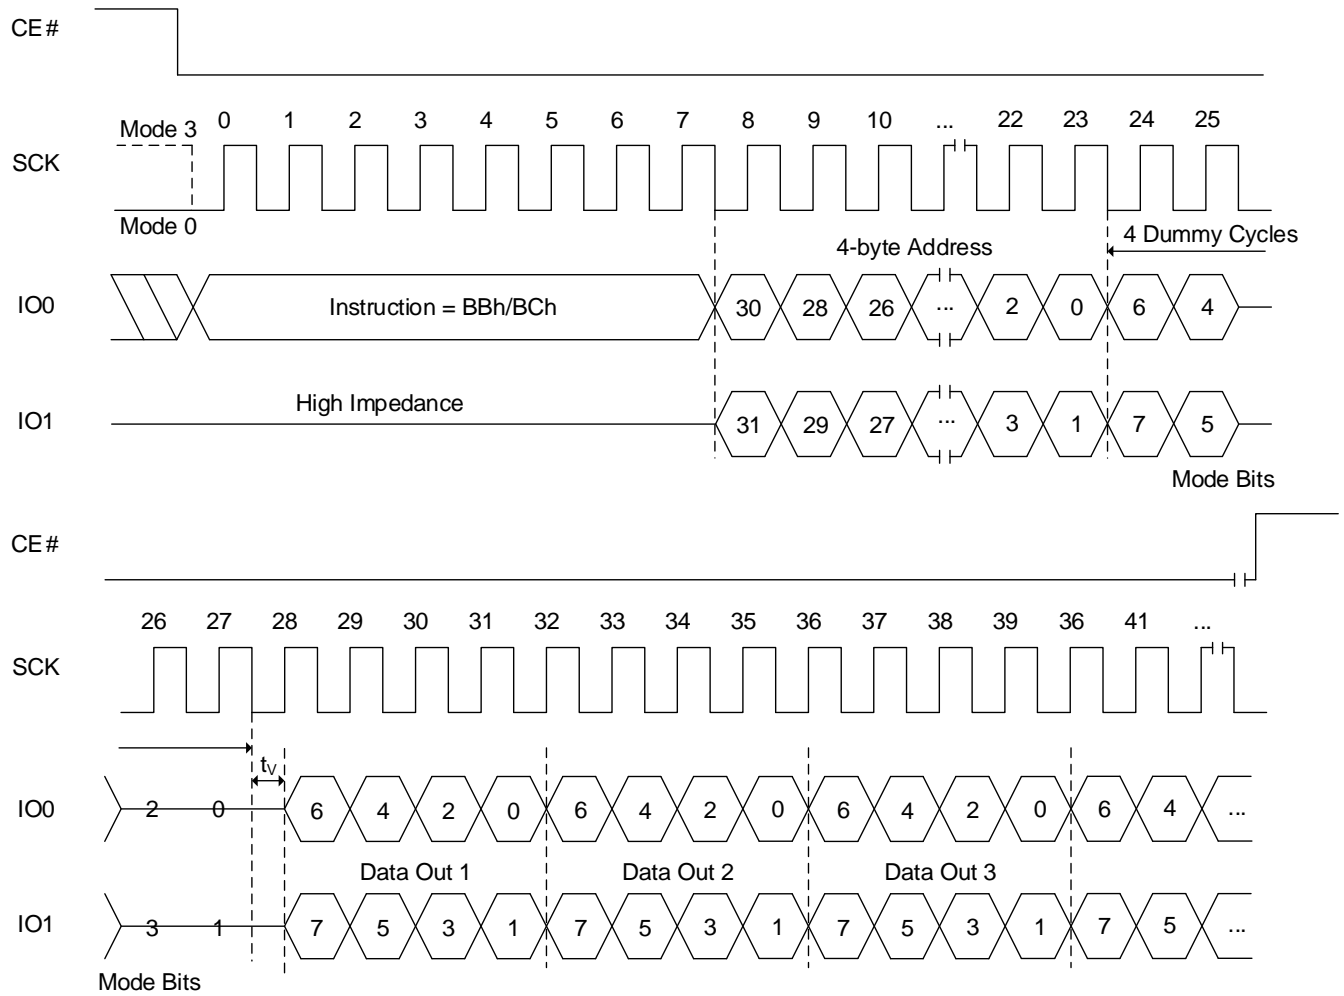 CE#
Mode 3 0 1 2 3 4 5 6 7 8 9 10 ... 22 23 24 25
SCK
Mode 0
4-byte Address 4 Dummy Cycles
IO0 Instruction = BBh/BCh 30 28 26 ... 2 0 6 4
High Impedance
IO1 31 29 27 ... 3 1 7 5
Mode Bits
CE#
26 27 28 29 30 31 32 33 34 35 36 37 38 39 36 41 ...
SCK
tV
IO0 2 0 6 4 2 0 6 4 2 0 6 4 2 0 6 4 ...
Data Out 1 Data Out 2 Data Out 3
IO1 3 1 7 5 3 1 7 5 3 1 7 5 3 1 7 5 ...
Mode Bits